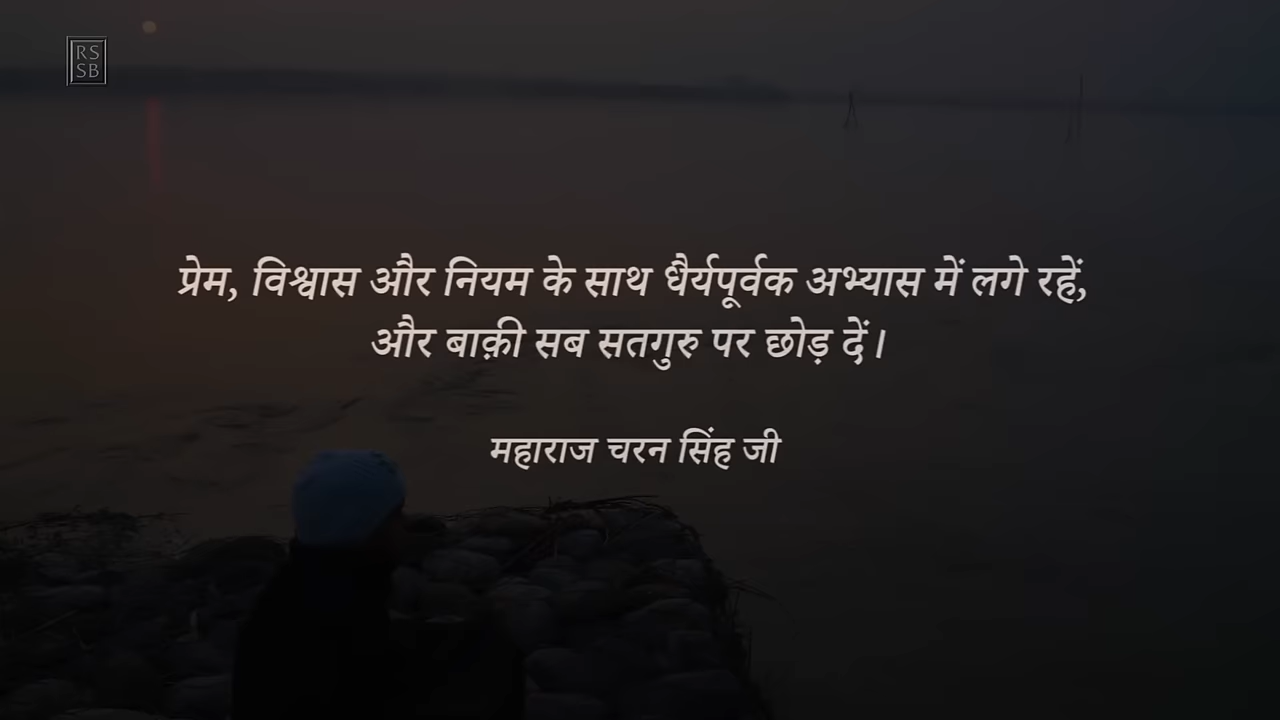 RS
SB
प्रेम, विश्वास और नियम के साथ धैर्यपूर्वक अभ्यास में लगे रहें,
और बाक़ी सब सतगुरु पर छोड़ दें।
महाराज चरन सिंह जी